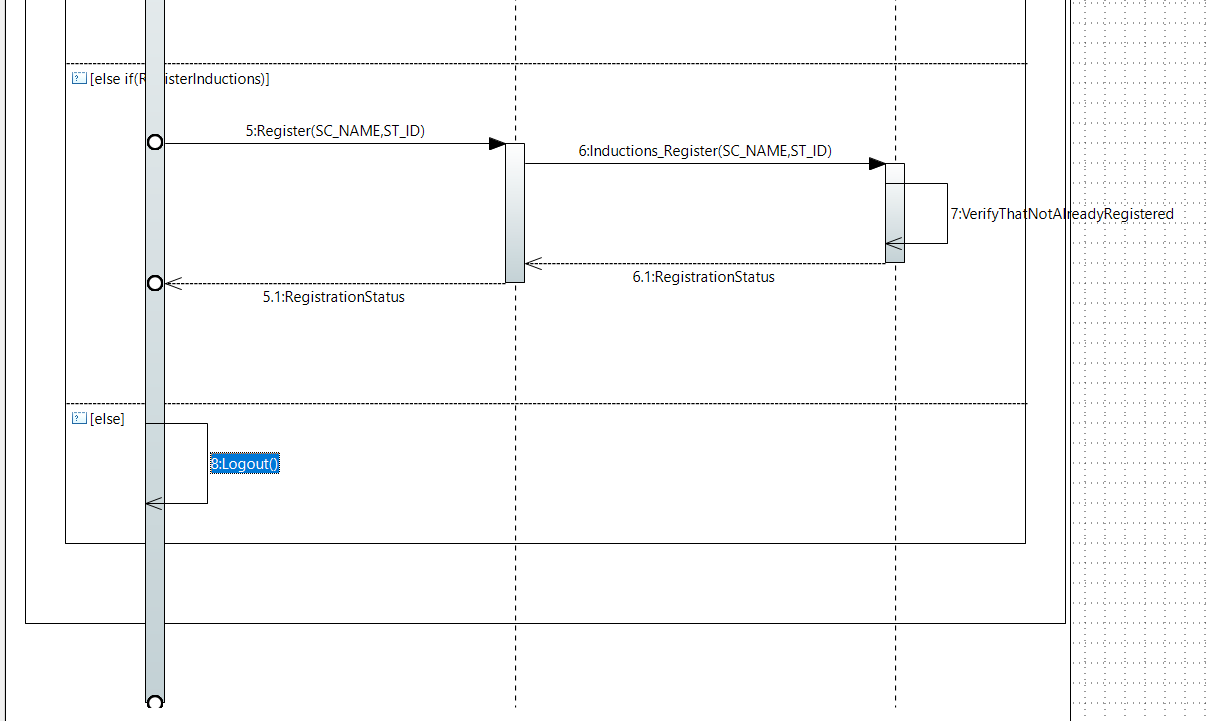 [else if(RegisterInductions)]
5:Register(SC_NAME,ST_ID)
6:Inductions_Register(SC_NAME,ST_ID)
7:VerifyThatNotAlreadyRegistered
6.1:RegistrationStatus
5.1:RegistrationStatus
[else]
8:Logout()